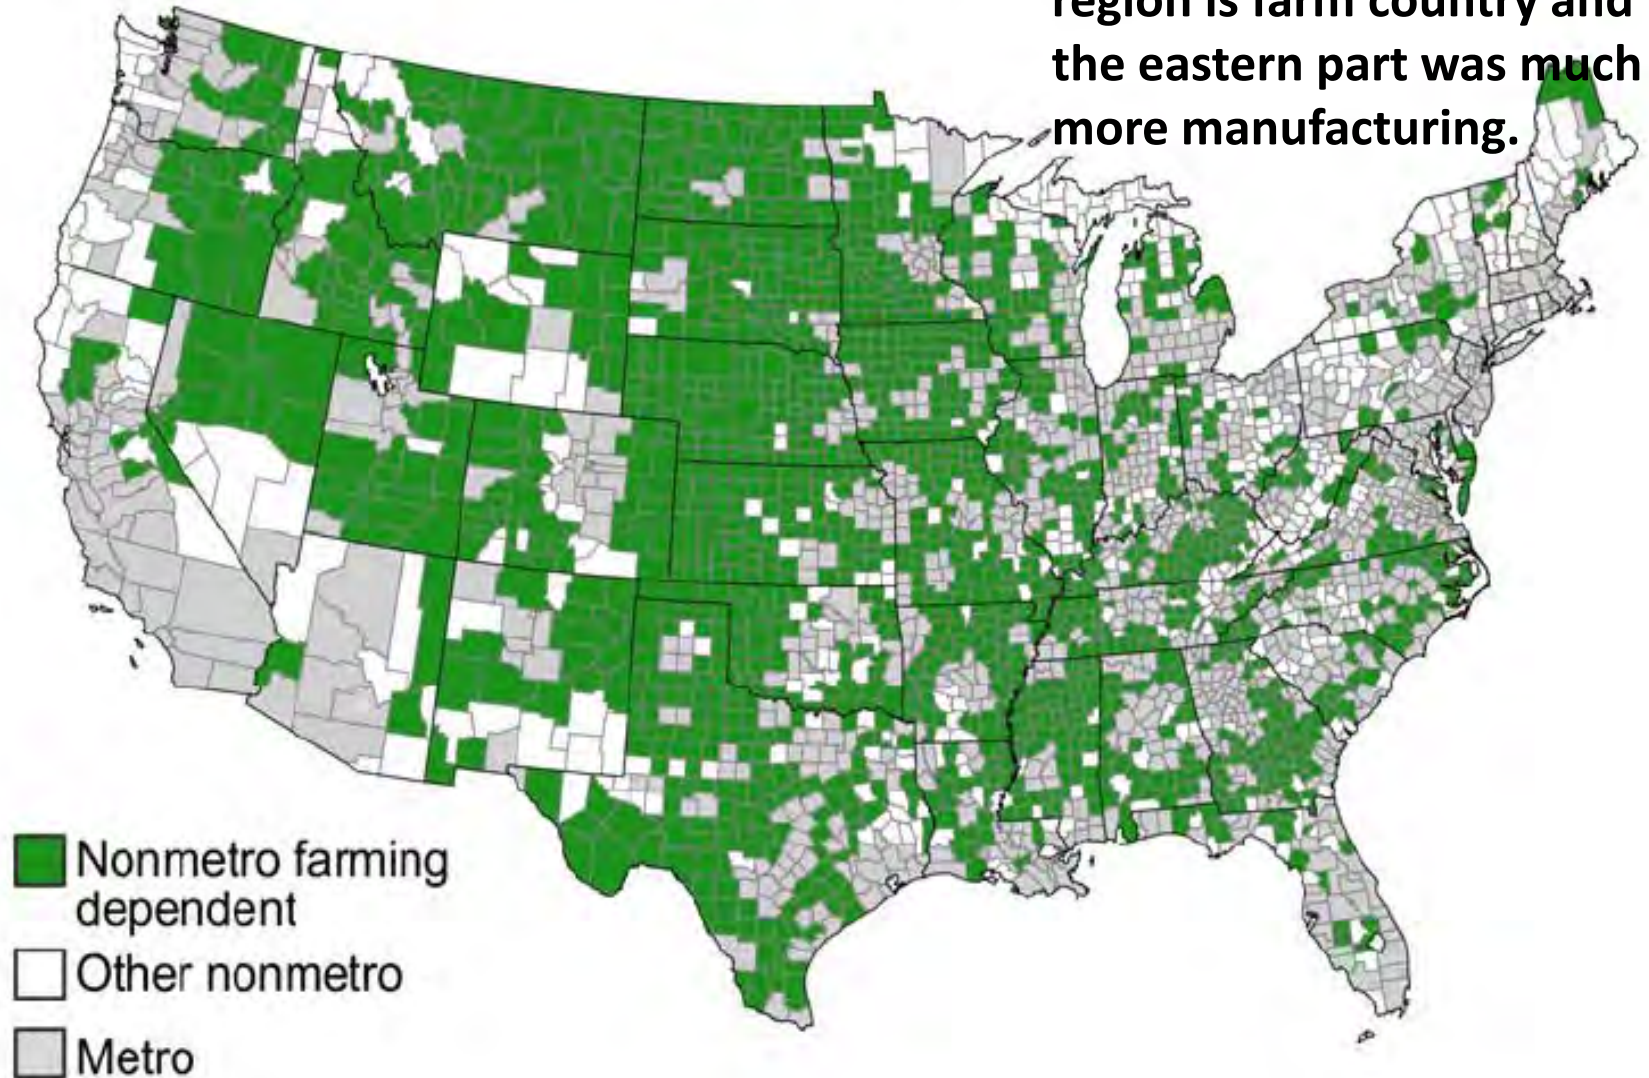 region is farm country and
the eastern part was much
more manufacturing.
Nonmetro farming
dependent
Other nonmetro
Metro